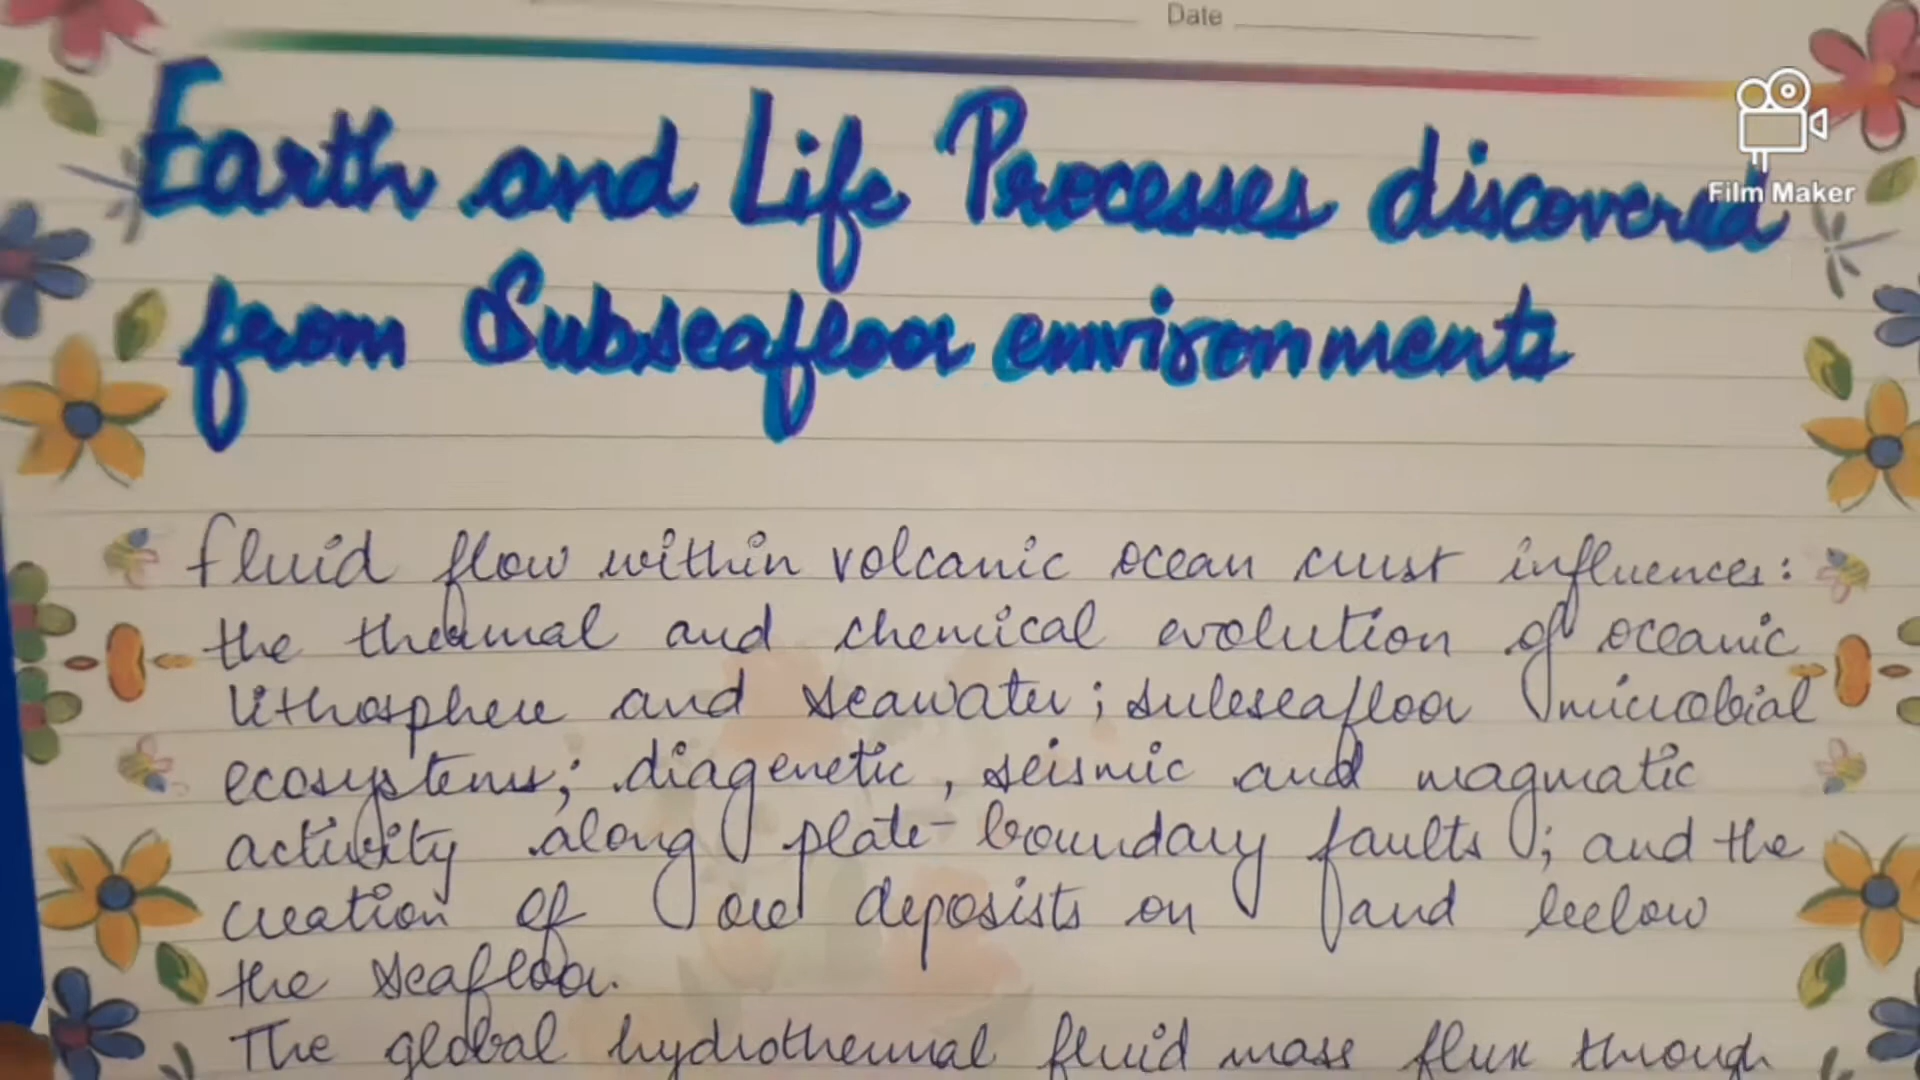 Date
Film Maker
Earth and Life Processes discovered
from Subseafloor environments
fluid flow within volcanic ocean crust influences:
the thermal and chemical evolution of oceanic
lithosphere and seawater; subseafloor microbial
ecosystems; diagenetic, seismic and magmatic
activity along plate-boundary faults; and the
creation of ore deposists on and below
the seafloor.
The global hydrothermal fluid mass flux through